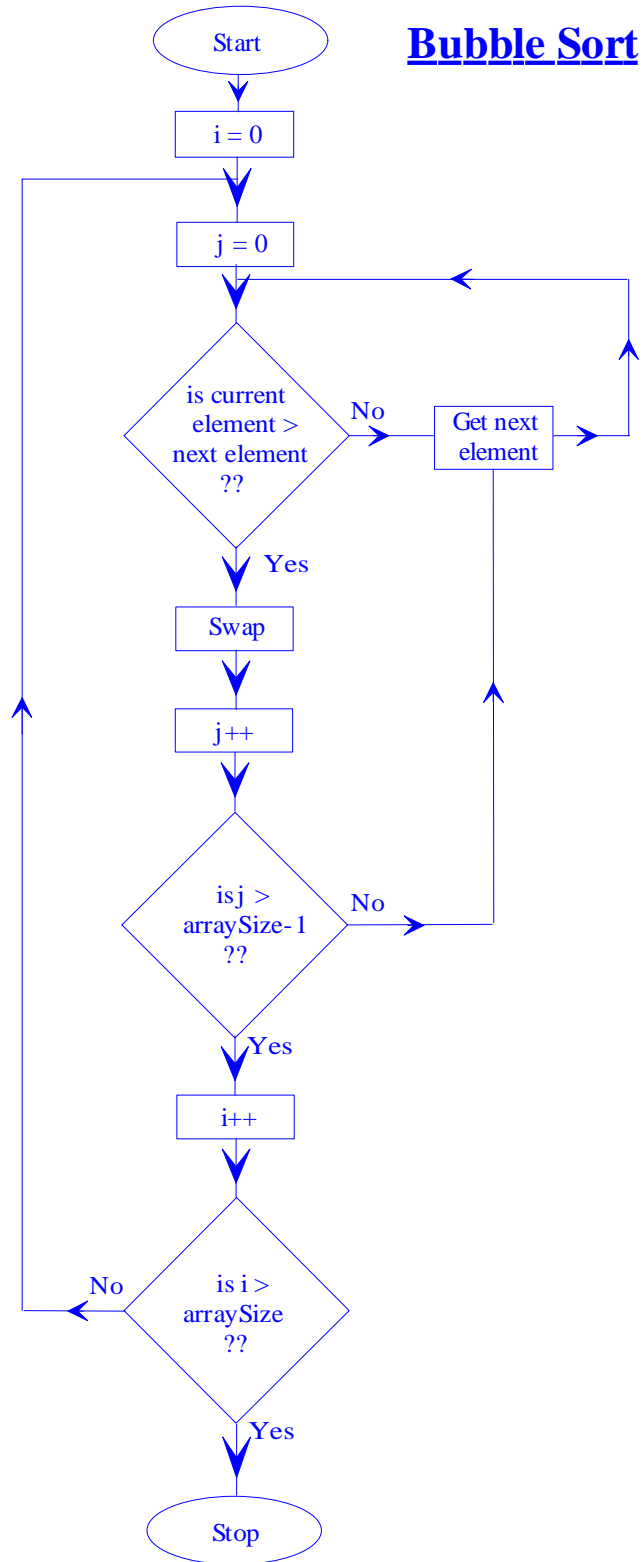 Bubble Sort
Start
i = 0
j = 0
is current
element >
next element
??
No
Get next
element
Yes
Swap
j++
is j >
arraySize-1
??
No
Yes
i++
is i >
arraySize
??
No
Yes
Stop